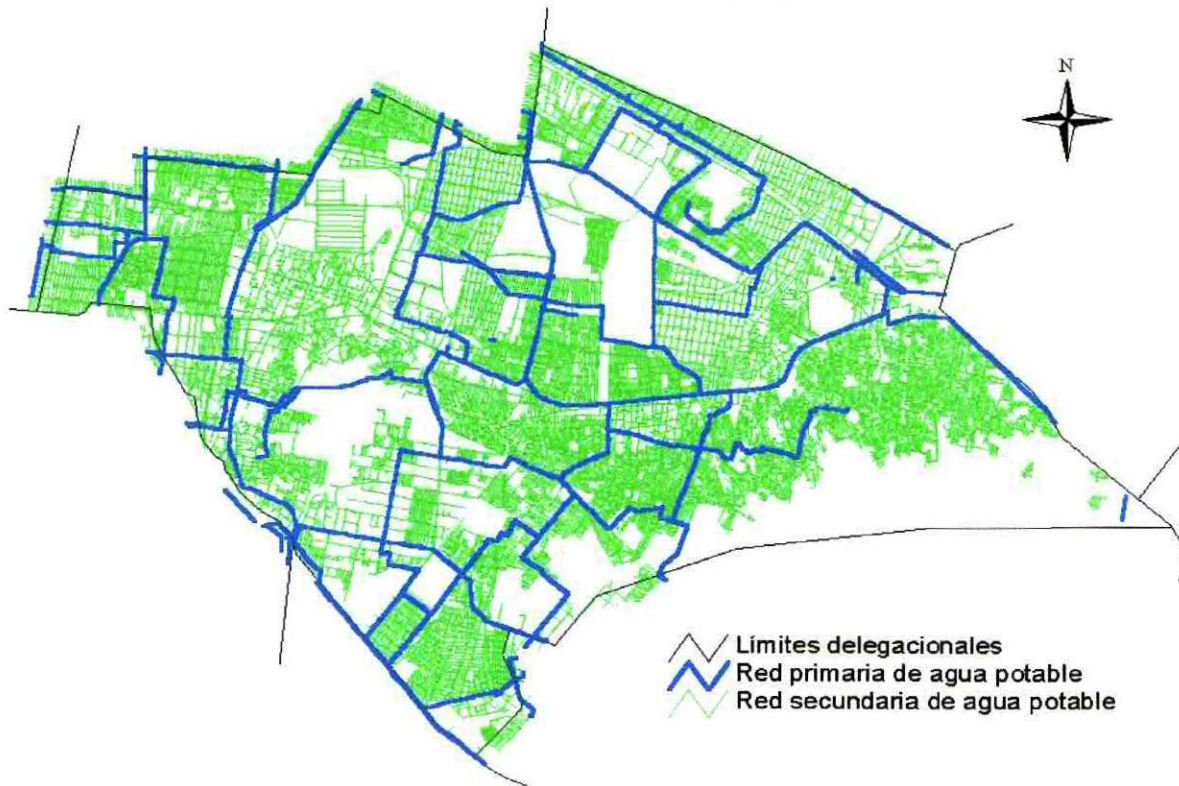 N
Límites delegacionales
Red primaria de agua potable
Red secundaria de agua potable